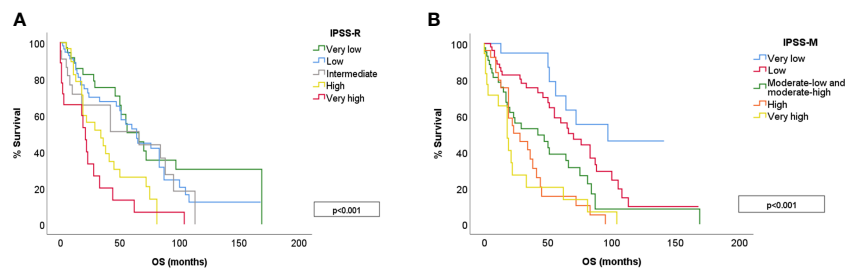 A
IPSS-R
Very low
Low
Intermediate
High
Very high
% Survival
100
80
60
40
20
0
0
50
100
150
200
OS (months)
p<0.001
B
IPSS-M
Very low
Low
Moderate-low and
moderate-high
High
Very high
% Survival
100
80
60
40
20
0
0
50
100
150
200
OS (months)
p<0.001